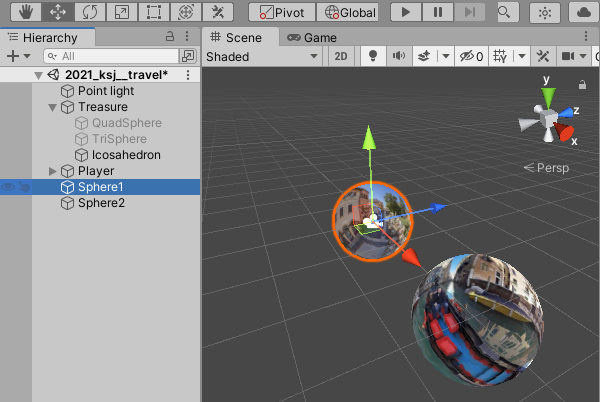 Pivot Global
Hierarchy
All
2021_ksj__travel*
Point light
Treasure
QuadSphere
TriSphere
Icosahedron
Player
Sphere1
Sphere2
Scene Game
Shaded 2D 0
y
z
x
Persp